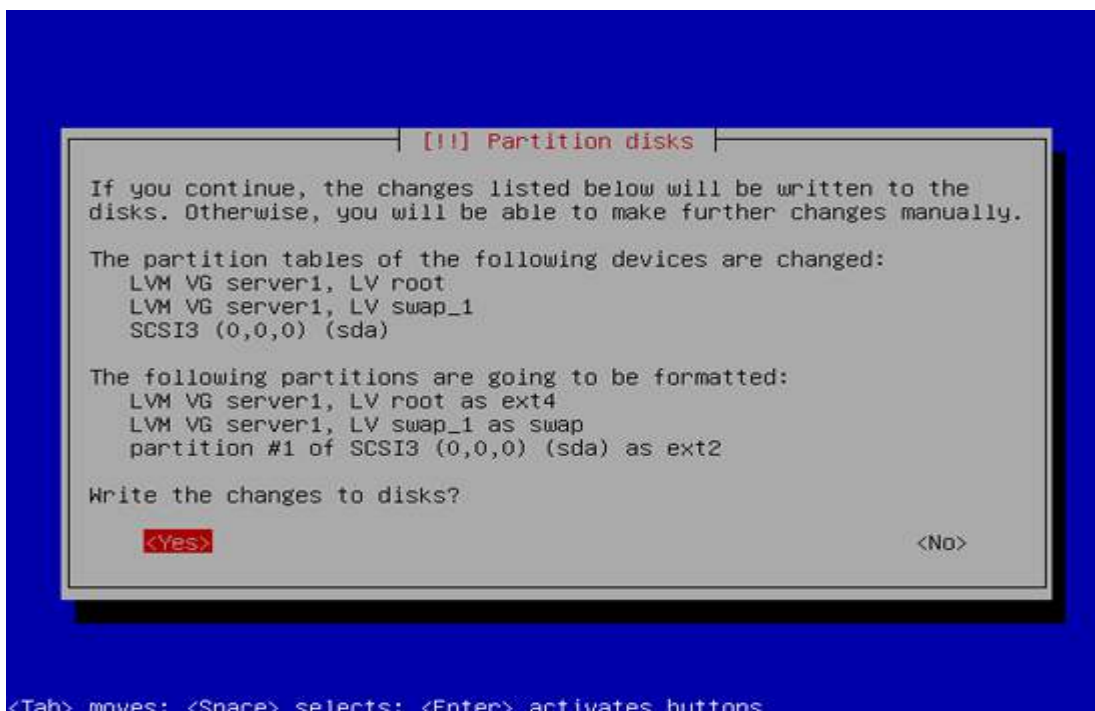 [!!] Partition disks
If you continue, the changes listed below will be written to the
disks. Otherwise, you will be able to make further changes manually.
The partition tables of the following devices are changed:
LVM VG server1, LV root
LVM VG server1, LV swap_1
SCSI3 (0,0,0) (sda)
The following partitions are going to be formatted:
LVM VG server1, LV root as ext4
LVM VG server1, LV swap_1 as swap
partition #1 of SCSI3 (0,0,0) (sda) as ext2
Write the changes to disks?
<Yes> <No>
<Tab> moves; <Space> selects; <Enter> activates buttons